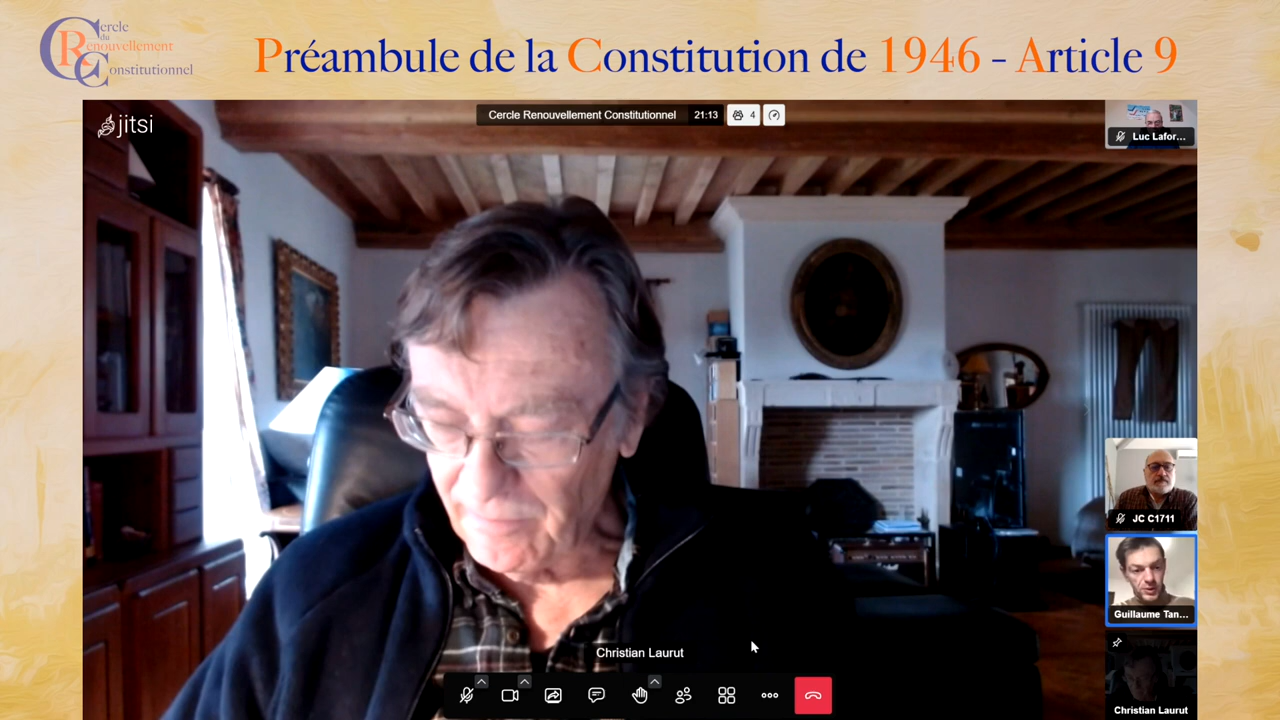 Cercle
du
Renouvellement
Constitutionnel
Préambule de la Constitution de 1946 - Article 9
jitsi
Cercle Renouvellement Constitutionnel 21:13 4
Luc Lafor...
JC C1711
Guillaume Tan...
Christian Laurut
Christian Laurut